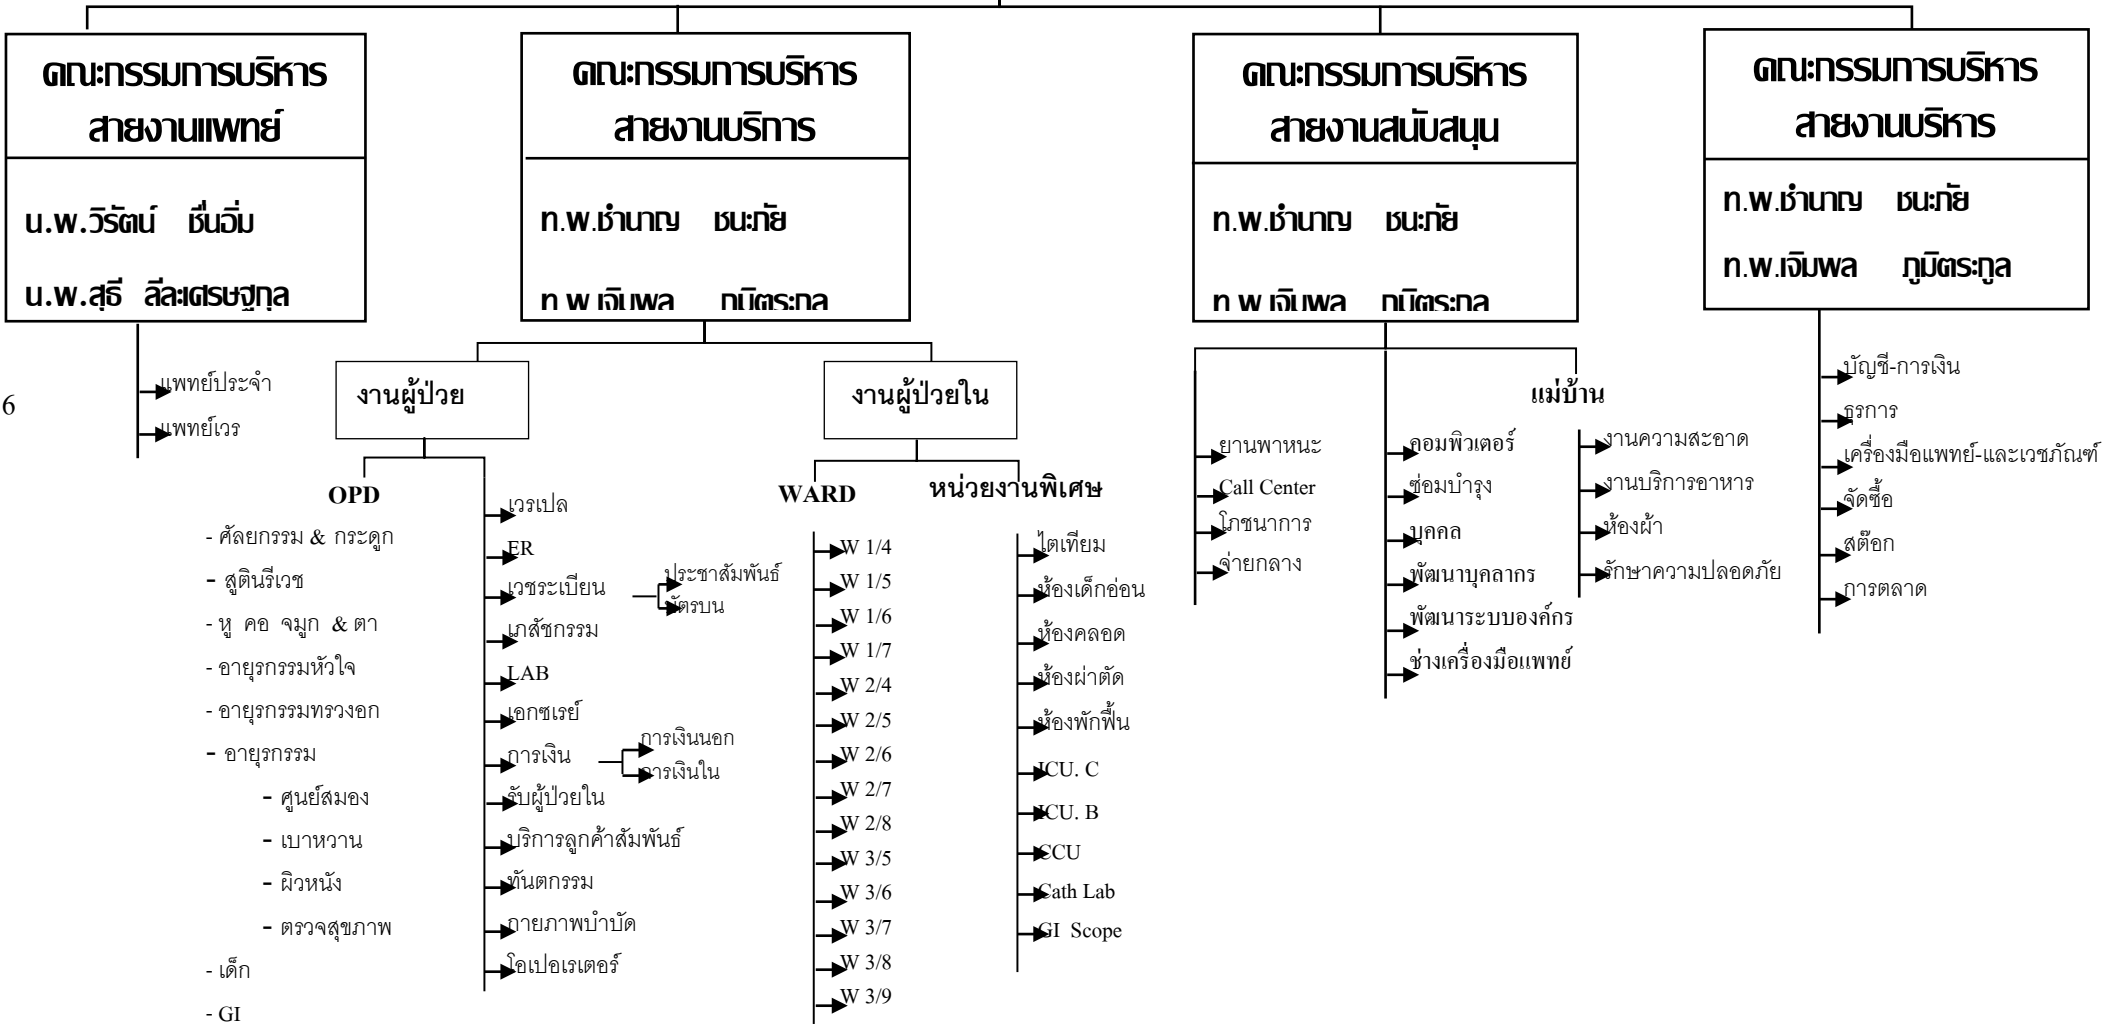 คณะกรรมการบริหาร
สายงานแพทย์
น.พ.วิรัตน์ ชื่นอิ่ม
น.พ.สุธี ลีละเศรษฐกุล
แพทย์ประจำ
แพทย์เวร
6
คณะกรรมการบริหาร
สายงานบริการ
ท.พ.ชำนาญ ชนะภัย
ท.พ.เจิมพล ภูมิตระกูล
งานผู้ป่วย
OPD
- ศัลยกรรม & กระดูก
- สูตินรีเวช
- หู คอ จมูก & ตา
- อายุรกรรมหัวใจ
- อายุรกรรมทรวงอก
- อายุรกรรม
- ศูนย์สมอง
- เบาหวาน
- ผิวหนัง
- ตรวจสุขภาพ
- เด็ก
- GI
เวรเปล
ER
เวชระเบียน
ประชาสัมพันธ์
บัตรบน
เภสัชกรรม
LAB
เอกซเรย์
การเงิน
การเงินนอก
การเงินใน
รับผู้ป่วยใน
บริการลูกค้าสัมพันธ์
ทันตกรรม
กายภาพบำบัด
โอเปอเรเตอร์
งานผู้ป่วยใน
WARD
W 1/4
W 1/5
W 1/6
W 1/7
W 2/4
W 2/5
W 2/6
W 2/7
W 2/8
W 3/5
W 3/6
W 3/7
W 3/8
W 3/9
หน่วยงานพิเศษ
ไตเทียม
ห้องเด็กอ่อน
ห้องคลอด
ห้องผ่าตัด
ห้องพักฟื้น
ICU. C
ICU. B
CCU
Cath Lab
GI Scope
คณะกรรมการบริหาร
สายงานสนับสนุน
ท.พ.ชำนาญ ชนะภัย
ท.พ.เจิมพล ภูมิตระกูล
ยานพาหนะ
Call Center
โภชนาการ
จ่ายกลาง
คอมพิวเตอร์
ซ่อมบำรุง
บุคคล
พัฒนาบุคลากร
พัฒนาระบบองค์กร
ช่างเครื่องมือแพทย์
แม่บ้าน
งานความสะอาด
งานบริการอาหาร
ห้องผ้า
รักษาความปลอดภัย
คณะกรรมการบริหาร
สายงานบริหาร
ท.พ.ชำนาญ ชนะภัย
ท.พ.เจิมพล ภูมิตระกูล
บัญชี-การเงิน
ธุรการ
เครื่องมือแพทย์-และเวชภัณฑ์
จัดซื้อ
สต๊อก
การตลาด